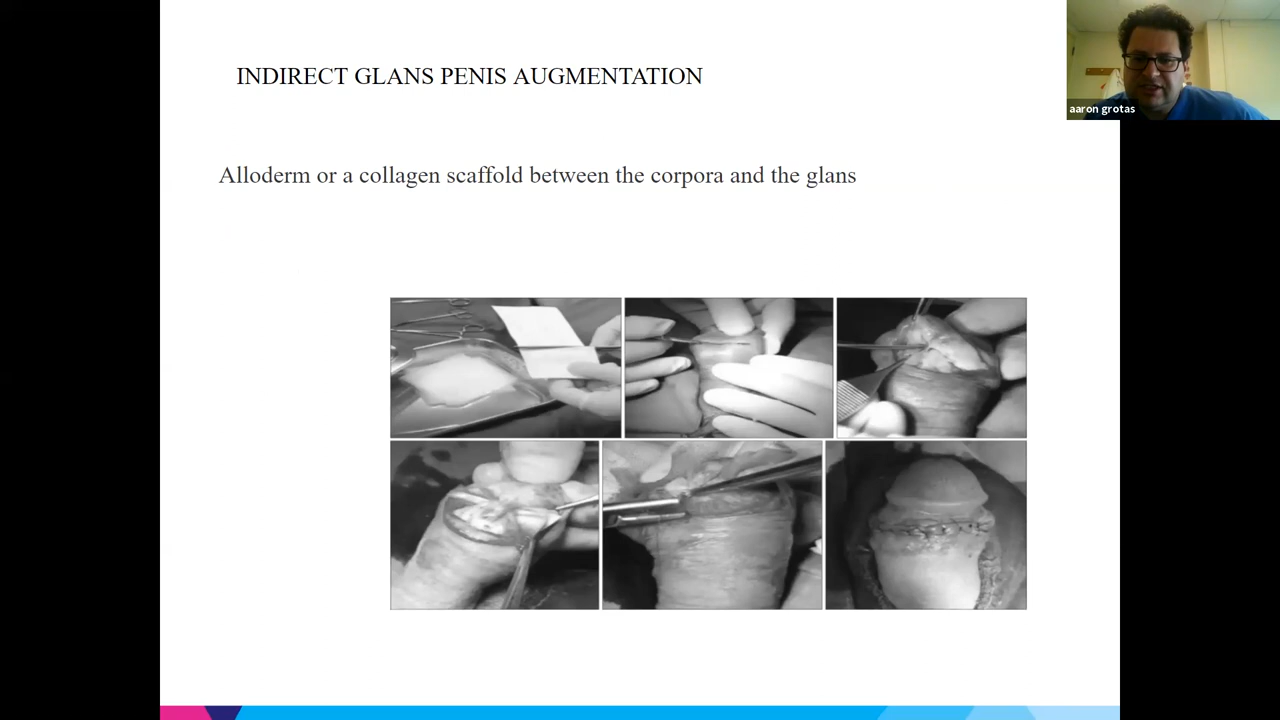 INDIRECT GLANS PENIS AUGMENTATION
aaron grotas
Alloderm or a collagen scaffold between the corpora and the glans